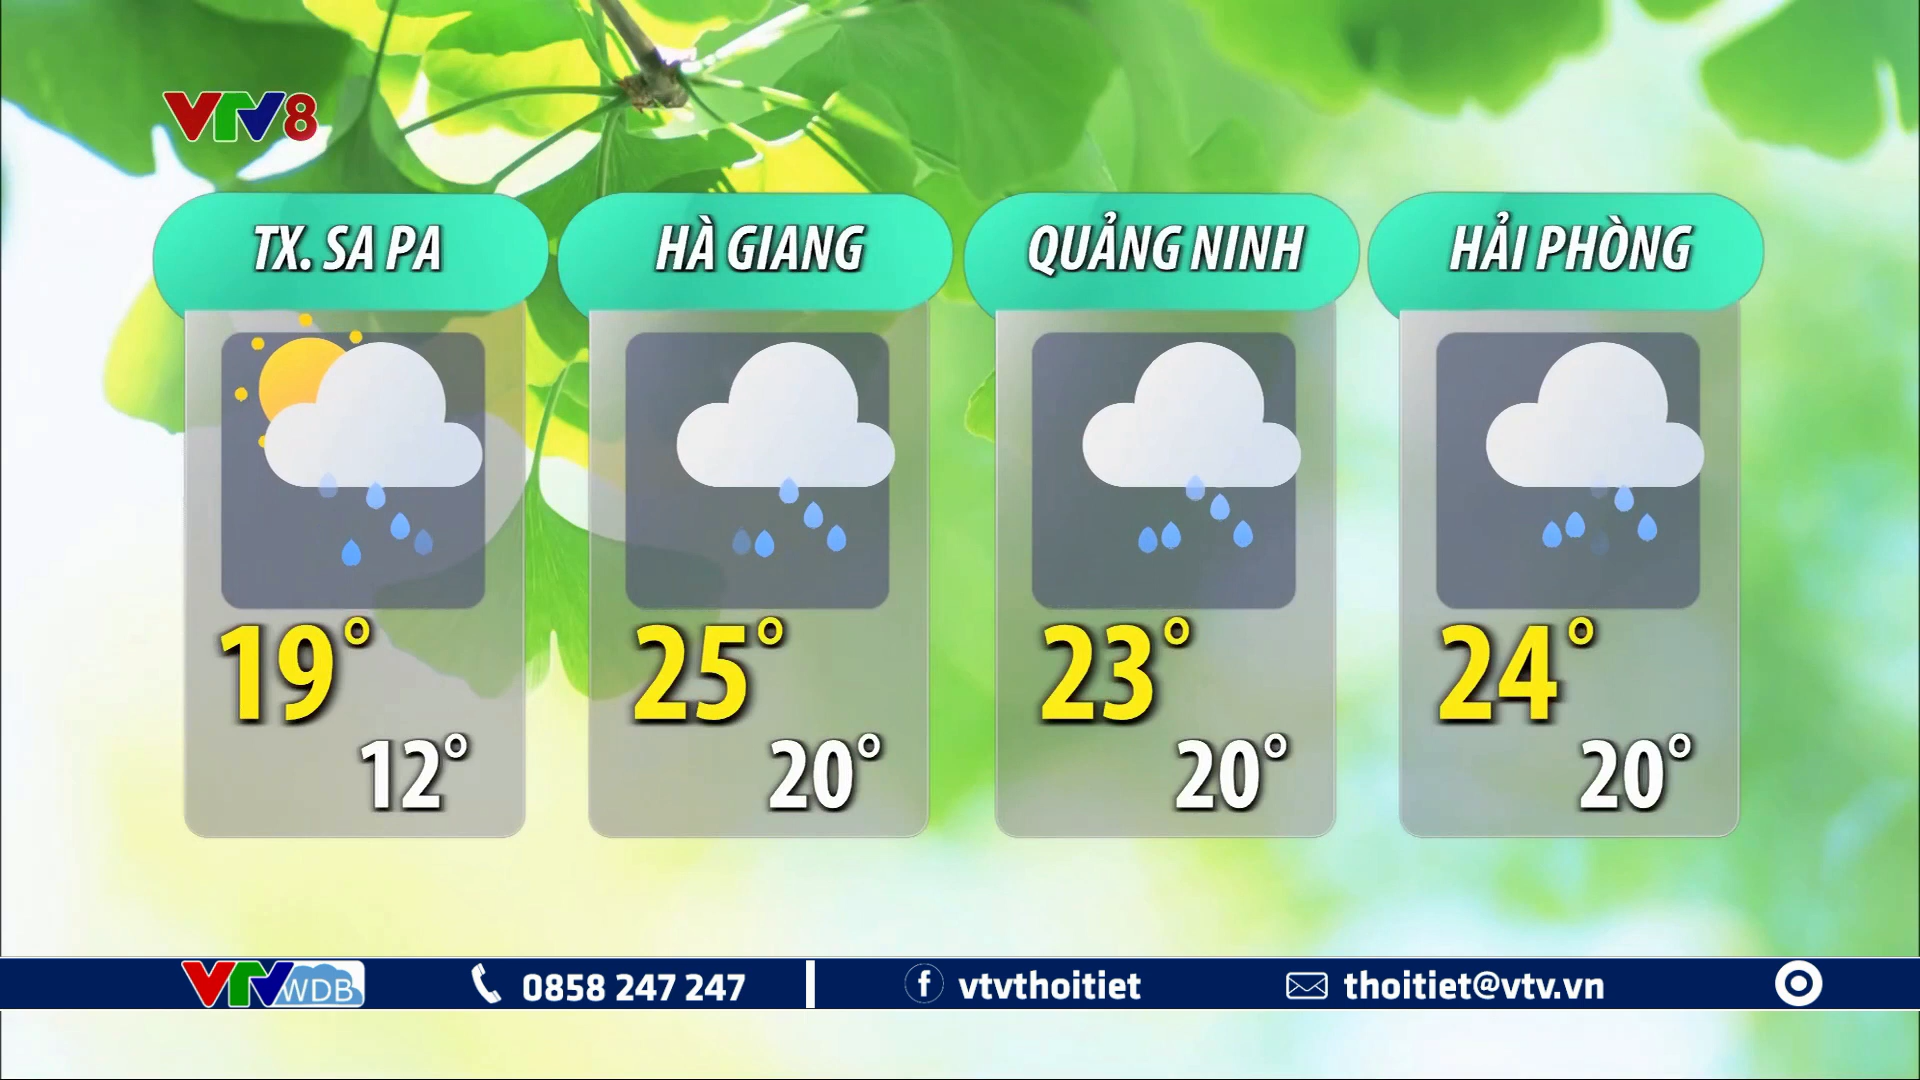 VTV8
TX. SA PA
HÀ GIANG
QUẢNG NINH
HẢI PHÒNG
19°
25°
23°
24°
12°
20°
20°
20°
VTV WDB
0858 247 247
vtvthoitiet
thoitiet@vtv.vn